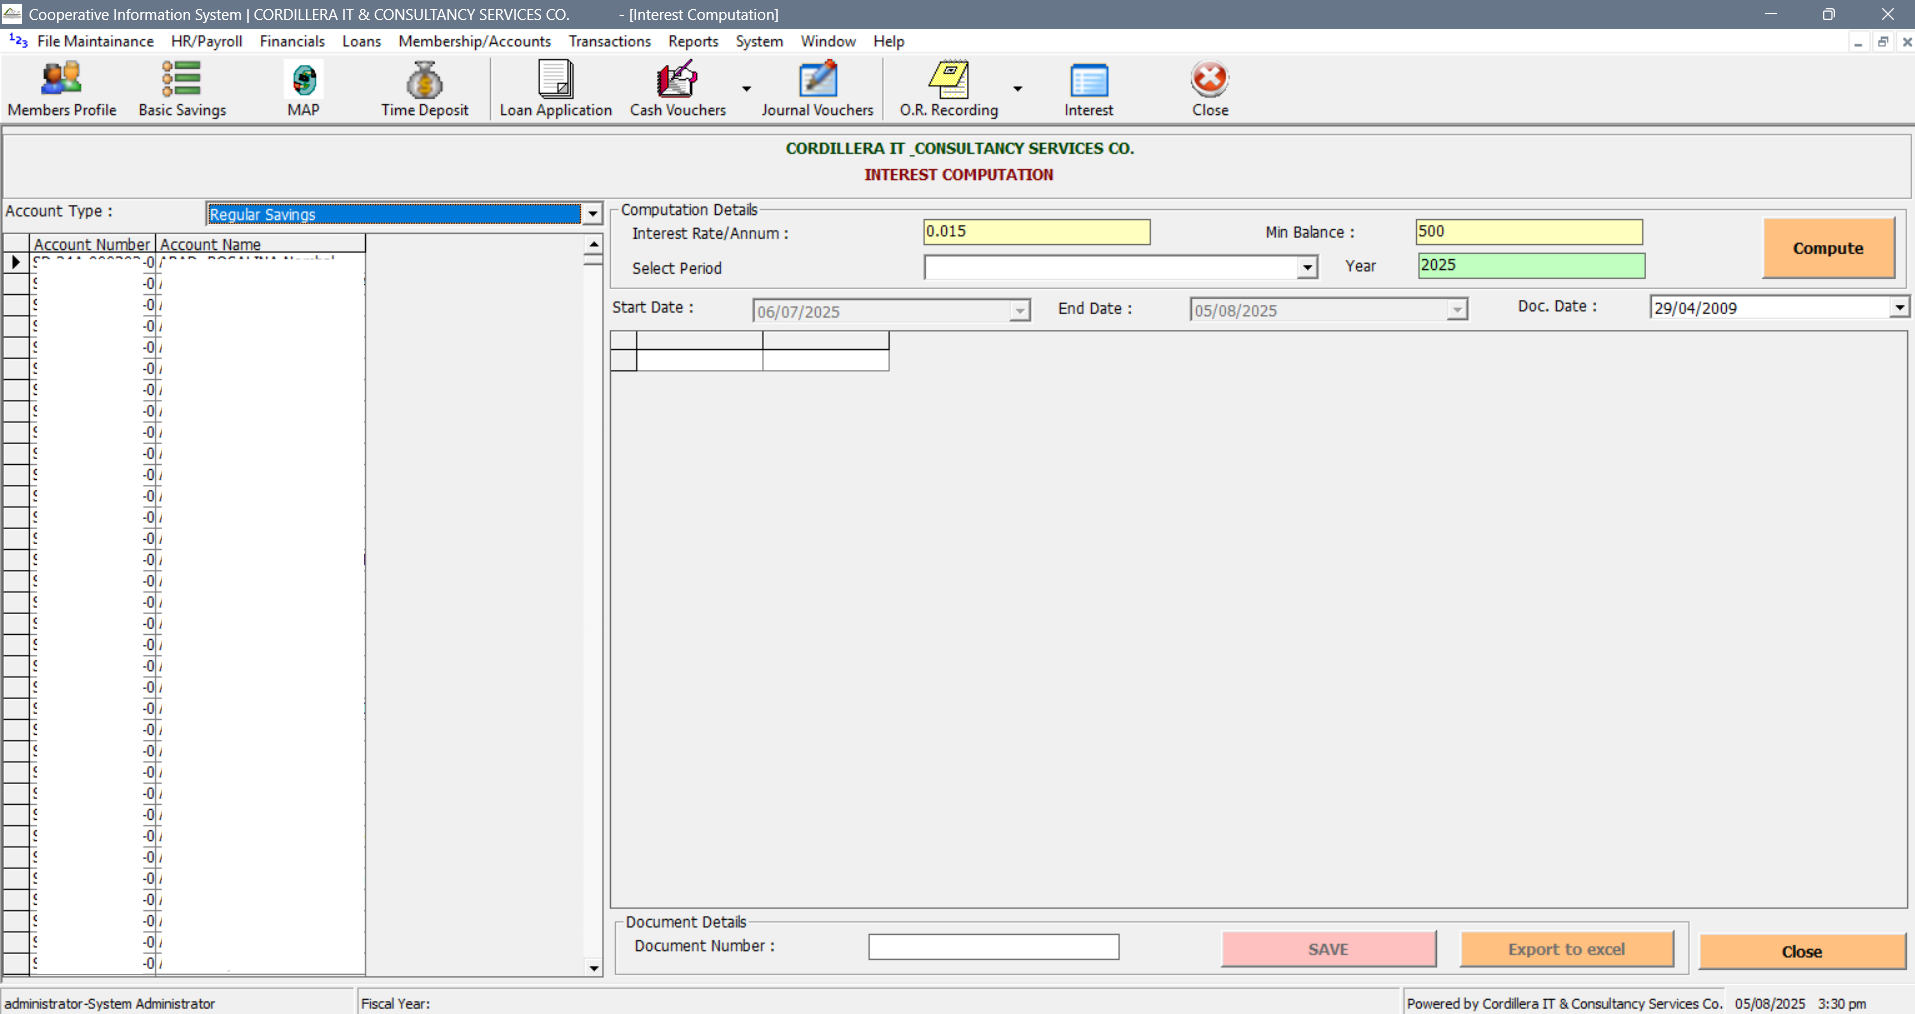 Cooperative Information System | CORDILLERA IT & CONSULTANCY SERVICES CO. - [Interest Computation]
File Maintainance HR/Payroll Financials Loans Membership/Accounts Transactions Reports System Window Help
Members Profile Basic Savings MAP Time Deposit Loan Application Cash Vouchers Journal Vouchers O.R. Recording Interest Close
CORDILLERA IT _CONSULTANCY SERVICES CO.
INTEREST COMPUTATION
Account Type : Regular Savings
Account Number Account Name
Computation Details
Interest Rate/Annum : 0.015 Min Balance : 500
Compute
Select Period Year 2025
Start Date : 06/07/2025 End Date : 05/08/2025 Doc. Date : 29/04/2009
Document Details
Document Number :
SAVE Export to excel Close
administrator-System Administrator Fiscal Year: Powered by Cordillera IT & Consultancy Services Co. 05/08/2025 3:30 pm